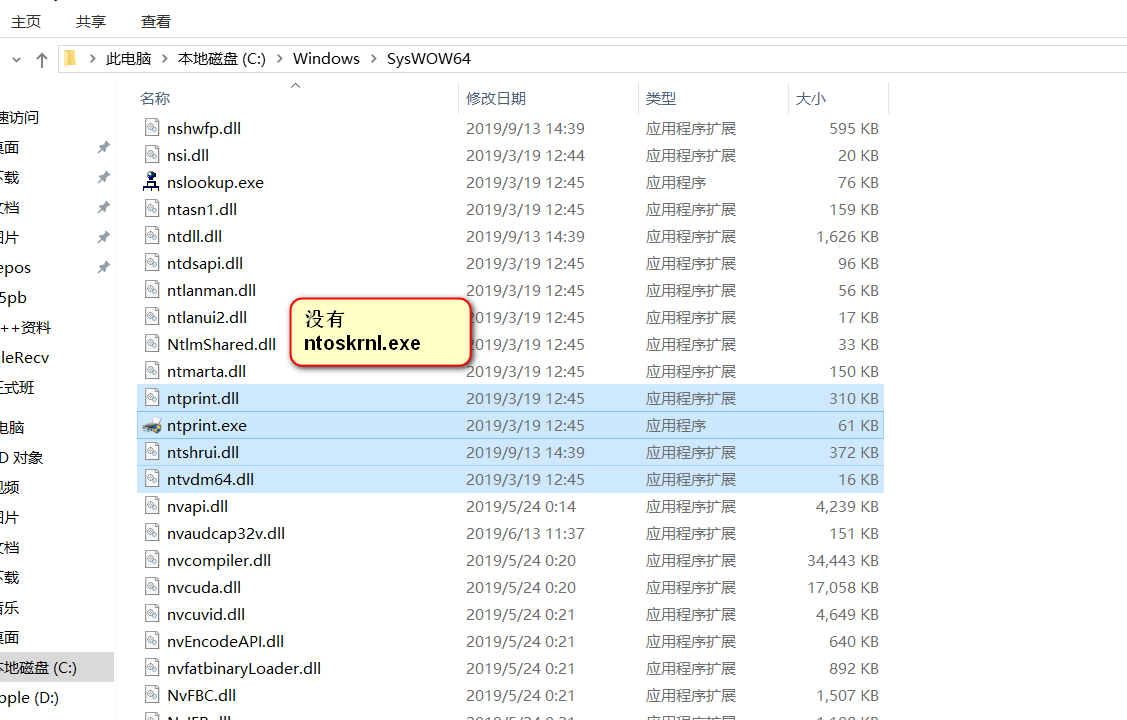 主页 共享 查看
此电脑 > 本地磁盘 (C:) > Windows > SysWOW64
名称 修改日期 类型 大小
nshwfp.dll 2019/9/13 14:39 应用程序扩展 595 KB
nsi.dll 2019/3/19 12:44 应用程序扩展 20 KB
nslookup.exe 2019/3/19 12:45 应用程序 76 KB
ntasn1.dll 2019/3/19 12:45 应用程序扩展 159 KB
ntdll.dll 2019/9/13 14:39 应用程序扩展 1,626 KB
ntdsapi.dll 2019/3/19 12:45 应用程序扩展 96 KB
ntlanman.dll 2019/3/19 12:45 应用程序扩展 56 KB
ntlanui2.dll 2019/3/19 12:45 应用程序扩展 17 KB
NtlmShared.dll 2019/3/19 12:45 应用程序扩展 33 KB
ntmarta.dll 2019/3/19 12:45 应用程序扩展 150 KB
ntprint.dll 2019/3/19 12:45 应用程序扩展 310 KB
ntprint.exe 2019/3/19 12:45 应用程序 61 KB
ntshrui.dll 2019/9/13 14:39 应用程序扩展 372 KB
ntvdm64.dll 2019/3/19 12:45 应用程序扩展 16 KB
nvapi.dll 2019/5/24 0:14 应用程序扩展 4,239 KB
nvaudcap32v.dll 2019/6/13 11:37 应用程序扩展 151 KB
nvcompiler.dll 2019/5/24 0:20 应用程序扩展 34,443 KB
nvcuda.dll 2019/5/24 0:20 应用程序扩展 17,058 KB
nvcuvid.dll 2019/5/24 0:21 应用程序扩展 4,649 KB
nvEncodeAPI.dll 2019/5/24 0:21 应用程序扩展 640 KB
nvfatbinaryLoader.dll 2019/5/24 0:21 应用程序扩展 892 KB
NvFBC.dll 2019/5/24 0:21 应用程序扩展 1,507 KB
没有
ntoskrnl.exe
速访问
桌面
下载
文档
图片
epos
5pb
++资料
leRecv
正式班
电脑
D 对象
视频
图片
文档
下载
音乐
桌面
本地磁盘 (C:)
pple (D:)